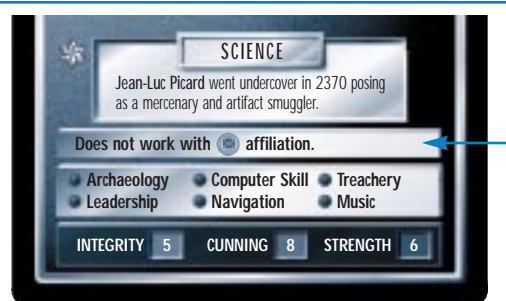 SCIENCE
Jean-Luc Picard went undercover in 2370 posing
as a mercenary and artifact smuggler.
Does not work with affiliation.
Archaeology Computer Skill Treachery
Leadership Navigation Music
INTEGRITY 5 CUNNING 8 STRENGTH 6